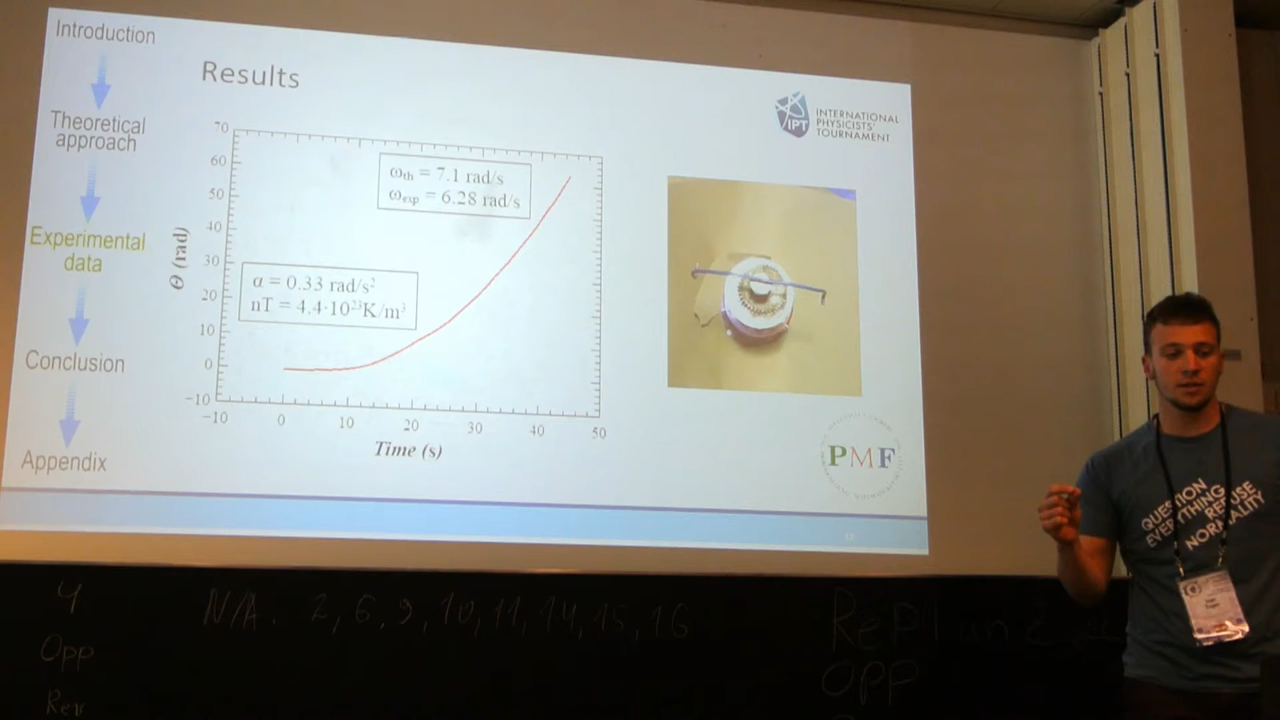 Introduction
Theoretical
approach
Experimental
data
Conclusion
Appendix
Results
INTERNATIONAL
PHYSICISTS'
TOURNAMENT
IPT
ωth = 7.1 rad/s
ωexp = 6.28 rad/s
α = 0.33 rad/s²
nT = 4.4·10²³K/m³
Θ (rad)
70
60
50
40
30
20
10
0
−10
−10
0
10
20
30
40
50
Time (s)
PMF
QUESTION
EVERYTHING
REFUSE
NORMALITY
4
N/A. 2, 6, 9, 10, 11, 14, 15, 16
Opp
Rev
Rep
Opp